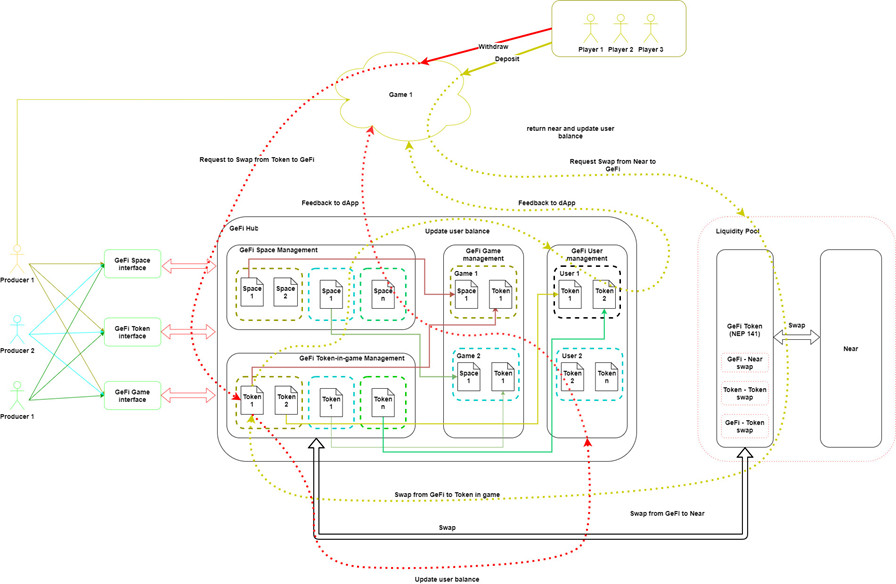 Withdraw
Deposit
Player 1
Player 2
Player 3
Game 1
return near and update user
balance
Request to Swap from Token to GeFi
Request Swap from Near to
GeFi
Feedback to dApp
Feedback to dApp
GeFi Hub
Update user balance
Liquidity Pool
GeFi Space Management
GeFi Game
management
GeFi User
management
Producer 1
GeFi Space
interface
Space
1
Space
2
Space
1
Space
n
Game 1
Space
1
Token
1
User 1
Token
1
Token
2
Producer 2
GeFi Token
interface
GeFi Token
(NEP 141)
Swap
Near
GeFi Token-in-game Management
Game 2
Space
1
Token
1
User 2
Token
2
Token
n
GeFi - Near
swap
Token - Token
swap
GeFi - Token
swap
Producer 1
GeFi Game
interface
Token
1
Token
2
Token
1
Token
n
Swap from GeFi to Token in game
Swap from GeFi to Near
Swap
Update user balance